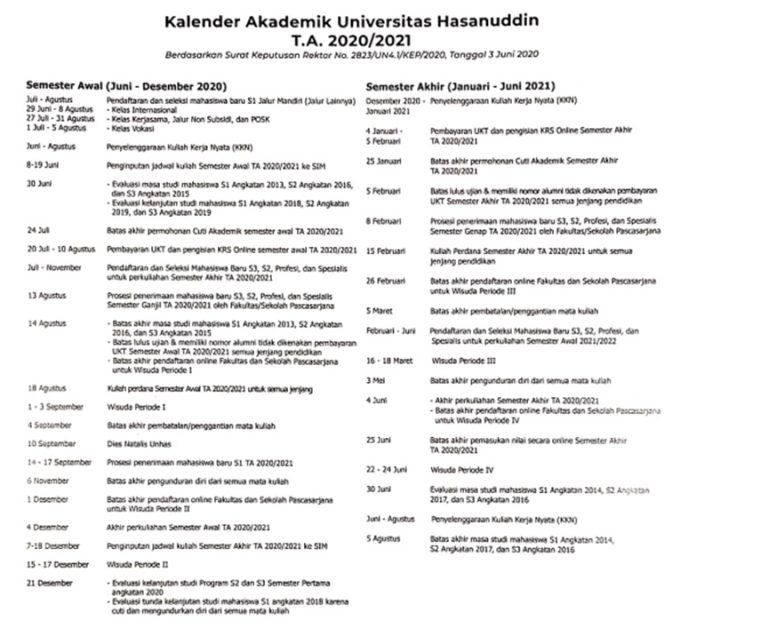 Kalender Akademik Universitas Hasanuddin
T.A. 2020/2021
Berdasarkan Surat Keputusan Rektor No. 2823/UN4.1/KEP/2020, Tanggal 3 Juni 2020
Semester Awal (Juni - Desember 2020)
Juli - Agustus Pendaftaran dan seleksi mahasiswa baru S1 Jalur Mandiri (Jalur Lainnya)
29 Juni - 8 Agustus - Kelas Internasional
27 Juli - 31 Agustus - Kelas Kerjasama, Jalur Non Subsidi, dan POSK
1 Juli - 5 Agustus - Kelas Vokasi
Juni - Agustus Penyelenggaraan Kuliah Kerja Nyata (KKN)
8-19 Juni Penginputan jadwal kuliah Semester Awal TA 2020/2021 ke SIM
30 Juni - Evaluasi masa studi mahasiswa S1 Angkatan 2013, S2 Angkatan 2016,
dan S3 Angkatan 2015
- Evaluasi kelanjutan studi mahasiswa S1 Angkatan 2018, S2 Angkatan
2019, dan S3 Angkatan 2019
24 Juli Batas akhir permohonan Cuti Akademik semester awal TA 2020/2021
20 Juli - 10 Agustus Pembayaran UKT dan pengisian KRS Online semester awal TA 2020/2021
Juli - November Pendaftaran dan Seleksi Mahasiswa Baru S3, S2, Profesi, dan Spesialis
untuk perkuliahan Semester Akhir TA 2020/2021
13 Agustus Prosesi penerimaan mahasiswa baru S3, S2, Profesi, dan Spesialis
Semester Ganjil TA 2020/2021 oleh Fakultas/Sekolah Pascasarjana
14 Agustus - Batas akhir masa studi mahasiswa S1 Angkatan 2013, S2 Angkatan
2016, dan S3 Angkatan 2015
- Batas lulus ujian & memiliki nomor alumni tidak dikenakan pembayaran
UKT Semester Awal TA 2020/2021 semua jenjang pendidikan
- Batas akhir pendaftaran online Fakultas dan Sekolah Pascasarjana
untuk Wisuda Periode I
18 Agustus Kuliah perdana Semester Awal TA 2020/2021 untuk semua jenjang
1 - 3 September Wisuda Periode I
4 September Batas akhir pembatalan/penggantian mata kuliah
10 September Dies Natalis Unhas
14 - 17 September Prosesi penerimaan mahasiswa baru S1 TA 2020/2021
6 November Batas akhir pengunduran diri dari semua mata kuliah
1 Desember Batas akhir pendaftaran online Fakultas dan Sekolah Pascasarjana
untuk Wisuda Periode II
4 Desember Akhir perkuliahan Semester Awal TA 2020/2021
7-18 Desember Penginputan jadwal kuliah Semester Akhir TA 2020/2021 ke SIM
15 - 17 Desember Wisuda Periode II
21 Desember - Evaluasi kelanjutan studi Program S2 dan S3 Semester Pertama
angkatan 2020
- Evaluasi tunda kelanjutan studi mahasiswa S1 angkatan 2018 karena
cuti dan mengundurkan diri dari semua mata kuliah
Semester Akhir (Januari - Juni 2021)
Desember 2020 - Penyelenggaraan Kuliah Kerja Nyata (KKN)
Januari 2021
4 Januari - Pembayaran UKT dan pengisian KRS Online Semester Akhir
5 Februari TA 2020/2021
25 Januari Batas akhir permohonan Cuti Akademik Semester Akhir
TA 2020/2021
5 Februari Batas lulus ujian & memiliki nomor alumni tidak dikenakan pembayaran
UKT Semester Akhir TA 2020/2021 semua jenjang pendidikan
8 Februari Prosesi penerimaan mahasiswa baru S3, S2, Profesi, dan Spesialis
Semester Genap TA 2020/2021 oleh Fakultas/Sekolah Pascasarjana
15 Februari Kuliah Perdana Semester Akhir TA 2020/2021 untuk semua
jenjang pendidikan
26 Februari Batas akhir pendaftaran online Fakultas dan Sekolah Pascasarjana
untuk Wisuda Periode III
5 Maret Batas akhir pembatalan/penggantian mata kuliah
Februari - Juni Pendaftaran dan Seleksi Mahasiswa Baru S3, S2, Profesi, dan
Spesialis untuk perkuliahan Semester Awal 2021/2022
16 - 18 Maret Wisuda Periode III
3 Mei Batas akhir pengunduran diri dari semua mata kuliah
4 Juni - Akhir perkuliahan Semester Akhir TA 2020/2021
- Batas akhir pendaftaran online Fakultas dan Sekolah Pascasarjana
untuk Wisuda Periode IV
25 Juni Batas akhir pemasukan nilai secara online Semester Akhir
TA 2020/2021
22 - 24 Juni Wisuda Periode IV
30 Juni Evaluasi masa studi mahasiswa S1 Angkatan 2014, S2 Angkatan
2017, dan S3 Angkatan 2016
Juni - Agustus Penyelenggaraan Kuliah Kerja Nyata (KKN)
5 Agustus Batas akhir masa studi mahasiswa S1 Angkatan 2014,
S2 Angkatan 2017, dan S3 Angkatan 2016